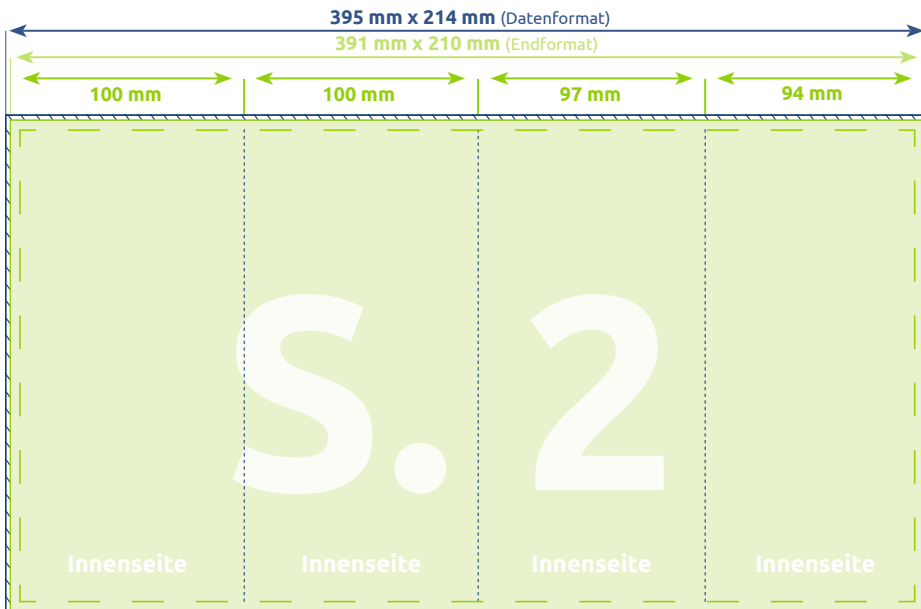 395 mm x 214 mm (Datenformat)
391 mm x 210 mm (Endformat)
100 mm 100 mm 97 mm 94 mm
S. 2
Innenseite Innenseite Innenseite Innenseite